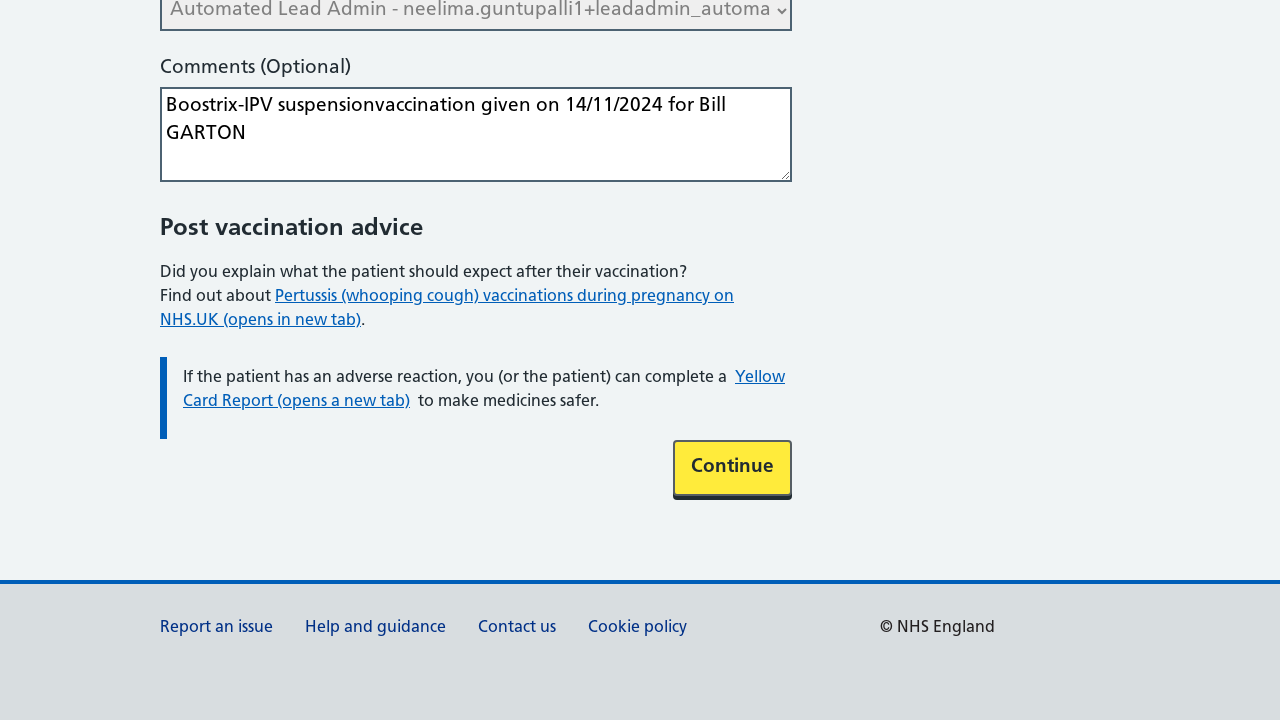 Automated Lead Admin - neelima.guntupalli1+leadadmin_automa
Comments (Optional)
Boostrix-IPV suspensionvaccination given on 14/11/2024 for Bill
GARTON
Post vaccination advice
Did you explain what the patient should expect after their vaccination?
Find out about Pertussis (whooping cough) vaccinations during pregnancy on
NHS.UK (opens in new tab).
If the patient has an adverse reaction, you (or the patient) can complete a Yellow
Card Report (opens a new tab) to make medicines safer.
Continue
Report an issue Help and guidance Contact us Cookie policy © NHS England